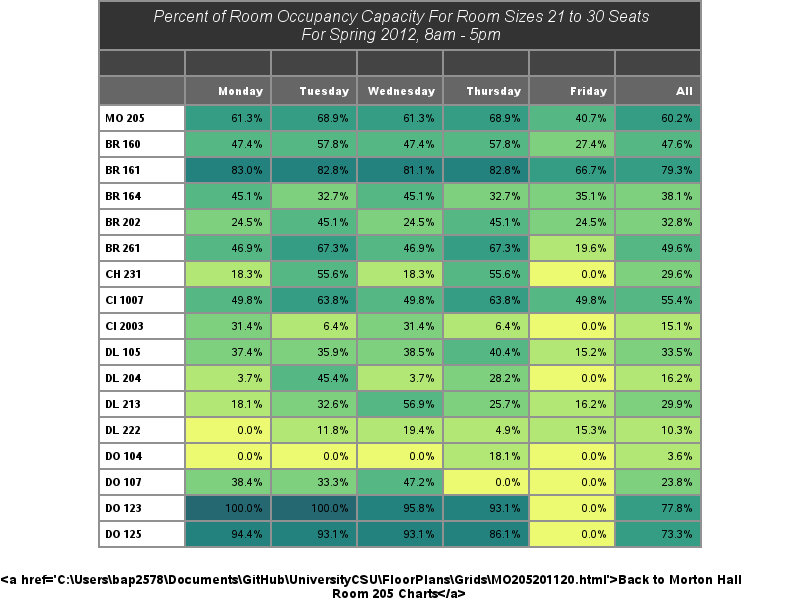 Percent of Room Occupancy Capacity For Room Sizes 21 to 30 Seats
For Spring 2012, 8am - 5pm
Monday Tuesday Wednesday Thursday Friday All
MO 205 61.3% 68.9% 61.3% 68.9% 40.7% 60.2%
BR 160 47.4% 57.8% 47.4% 57.8% 27.4% 47.6%
BR 161 83.0% 82.8% 81.1% 82.8% 66.7% 79.3%
BR 164 45.1% 32.7% 45.1% 32.7% 35.1% 38.1%
BR 202 24.5% 45.1% 24.5% 45.1% 24.5% 32.8%
BR 261 46.9% 67.3% 46.9% 67.3% 19.6% 49.6%
CH 231 18.3% 55.6% 18.3% 55.6% 0.0% 29.6%
CI 1007 49.8% 63.8% 49.8% 63.8% 49.8% 55.4%
CI 2003 31.4% 6.4% 31.4% 6.4% 0.0% 15.1%
DL 105 37.4% 35.9% 38.5% 40.4% 15.2% 33.5%
DL 204 3.7% 45.4% 3.7% 28.2% 0.0% 16.2%
DL 213 18.1% 32.6% 56.9% 25.7% 16.2% 29.9%
DL 222 0.0% 11.8% 19.4% 4.9% 15.3% 10.3%
DO 104 0.0% 0.0% 0.0% 18.1% 0.0% 3.6%
DO 107 38.4% 33.3% 47.2% 0.0% 0.0% 23.8%
DO 123 100.0% 100.0% 95.8% 93.1% 0.0% 77.8%
DO 125 94.4% 93.1% 93.1% 86.1% 0.0% 73.3%
<a href='C:\Users\bap2578\Documents\GitHub\UniversityCSU\FloorPlans\Grids\MO205201120.html'>Back to Morton Hall
Room 205 Charts</a>